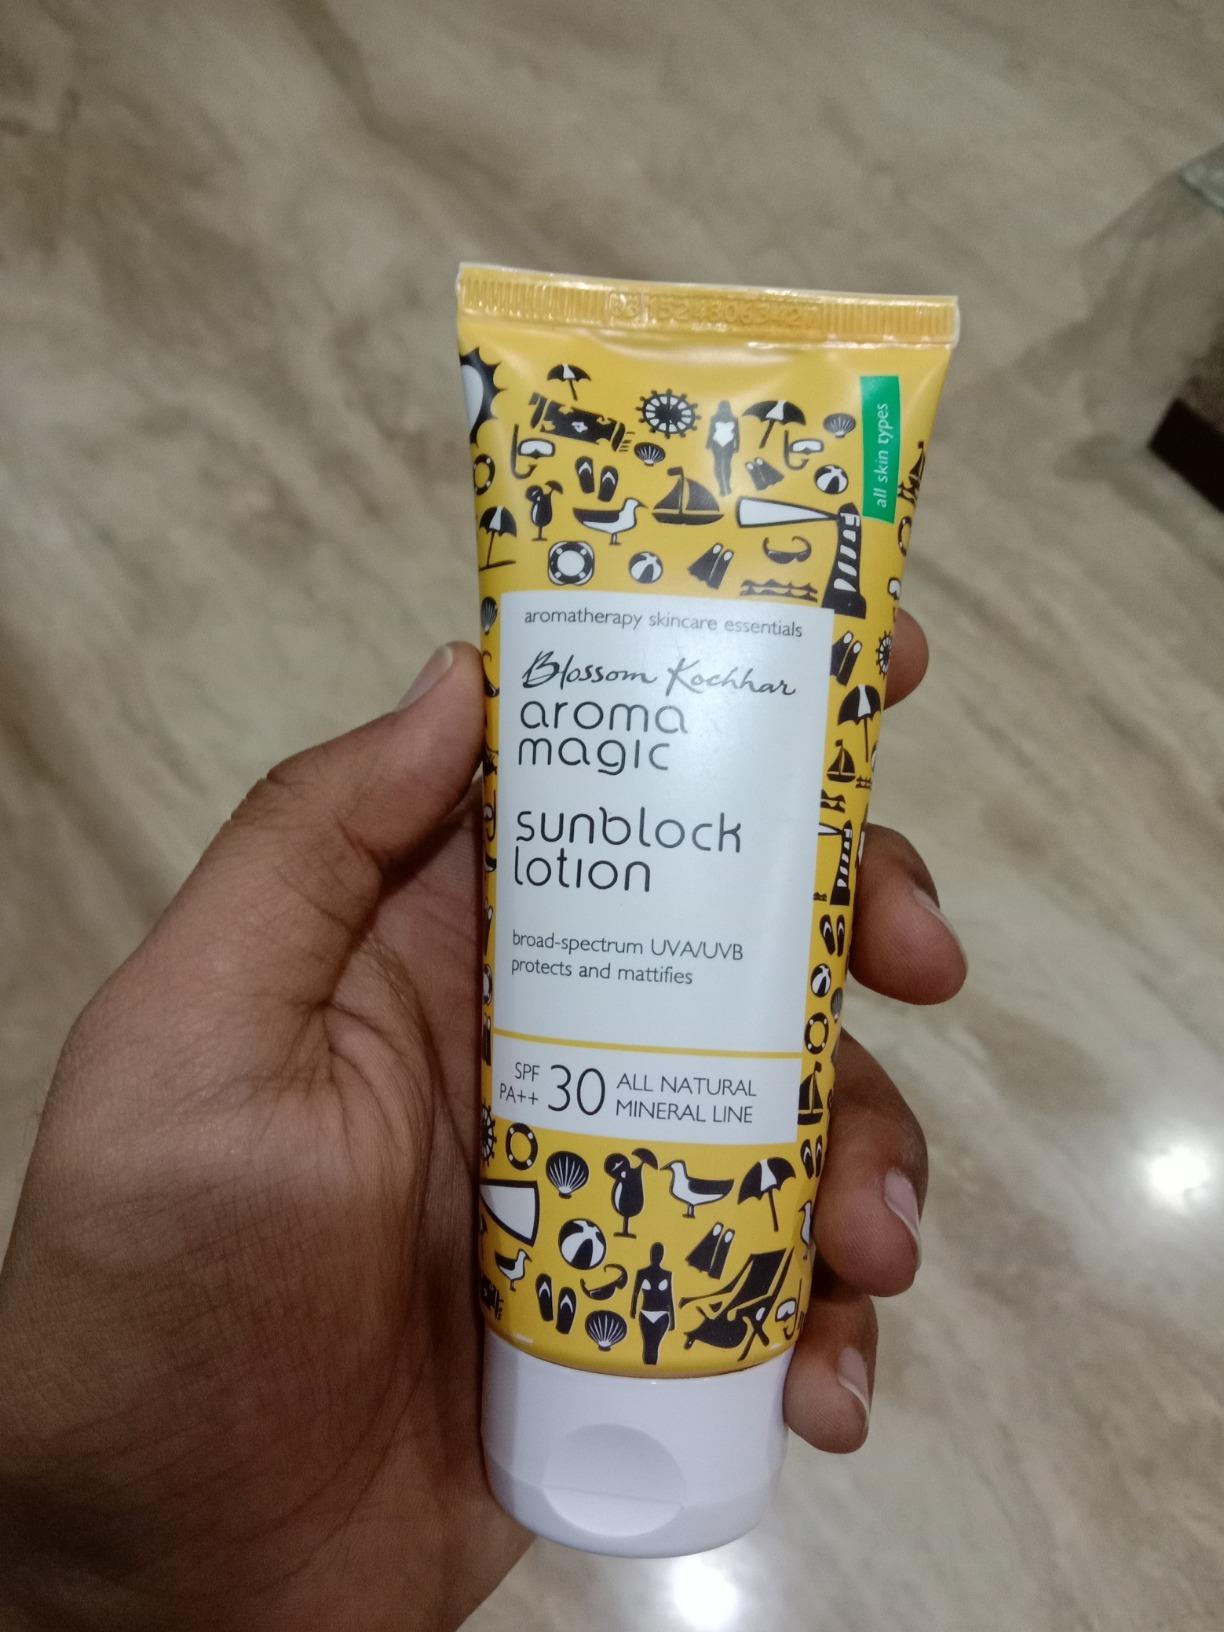 all skin types
aromatherapy skincare essentials
Blossom Kochhar
aroma
magic
sunblock
lotion
broad-spectrum UVA/UVB
protects and mattifies
SPF
PA++
30
ALL NATURAL
MINERAL LINE